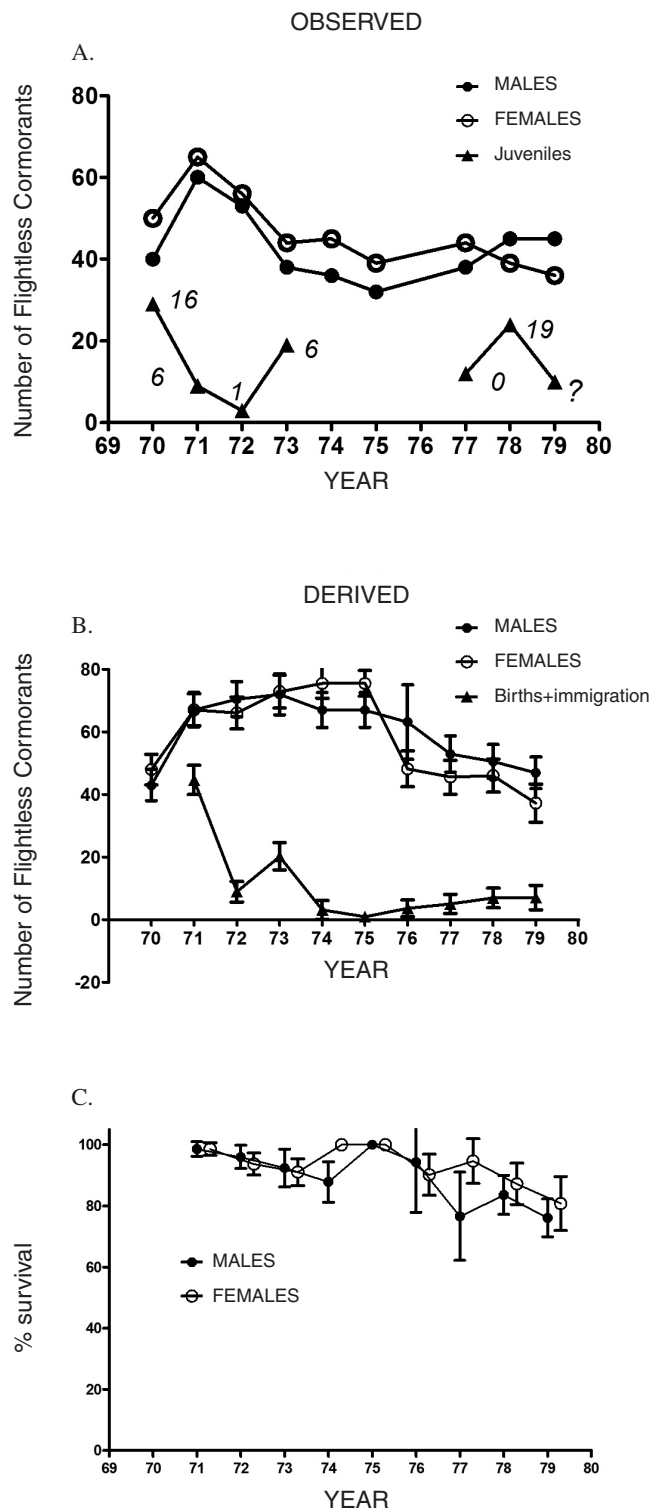 OBSERVED
A.
MALES
FEMALES
Juveniles
Number of Flightless Cormorants
80
60
40
20
0
16
6
1
6
0
19
?
69 70 71 72 73 74 75 76 77 78 79 80
YEAR
DERIVED
B.
MALES
FEMALES
Births+immigration
Number of Flightless Cormorants
80
60
40
20
0
-20
70 71 72 73 74 75 76 77 78 79 80
YEAR
C.
% survival
100
80
60
40
20
0
MALES
FEMALES
69 70 71 72 73 74 75 76 77 78 79 80
YEAR